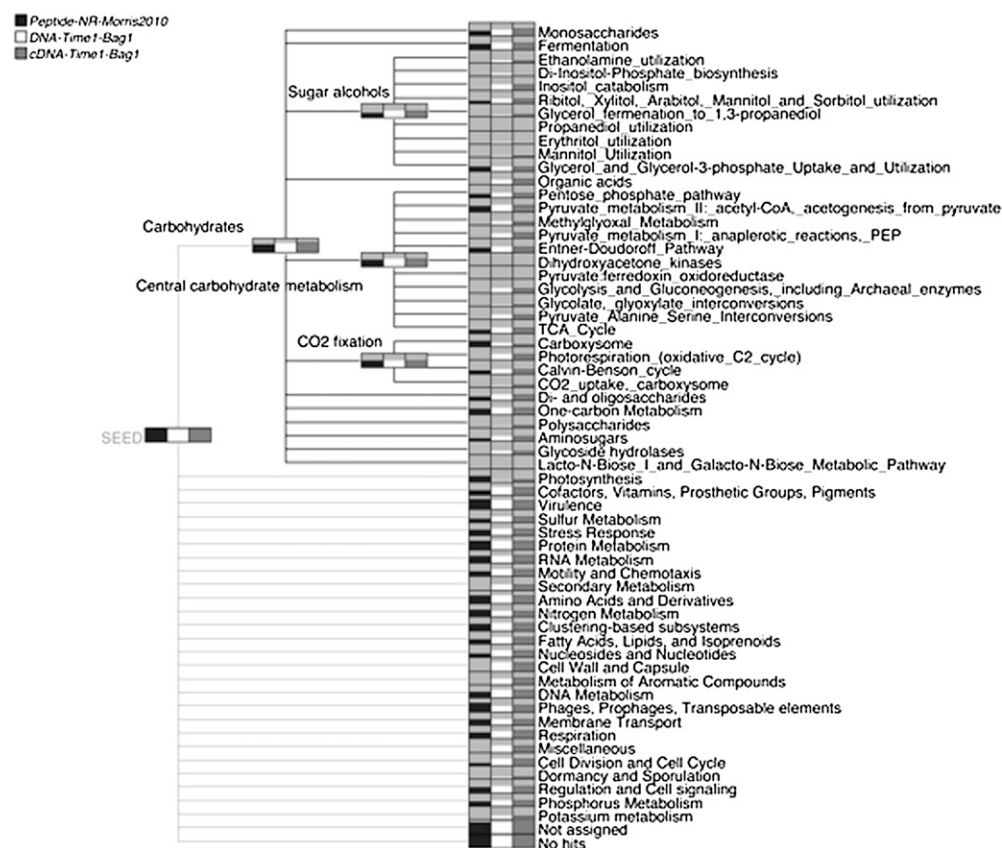 Peptide-NR-Morris2010
DNA-Time1-Bag1
cDNA-Time1-Bag1
Monosaccharides
Fermentation
Ethanolamine_utilization
Di-Inositol-Phosphate_biosynthesis
Inositol_catabolism
Sugar alcohols
Ribitol,_Xylitol,_Arabitol,_Mannitol_and_Sorbitol_utilization
Glycerol_fermenation_to_1,3-propanediol
Propanediol_utilization
Erythritol_utilization
Mannitol_Utilization
Glycerol_and_Glycerol-3-phosphate_Uptake_and_Utilization
Organic acids
Pentose_phosphate_pathway
Pyruvate_metabolism_II:_acetyl-CoA,_acetogenesis_from_pyruvate
Methylglyoxal_Metabolism
Carbohydrates
Pyruvate_metabolism_I:_anaplerotic_reactions,_PEP
Entner-Doudoroff_Pathway
Dihydroxyacetone_kinases
Pyruvate:ferredoxin_oxidoreductase
Central carbohydrate metabolism
Glycolysis_and_Gluconeogenesis,_including_Archaeal_enzymes
Glycolate,_glyoxylate_interconversions
Pyruvate_Alanine_Serine_Interconversions
TCA_Cycle
CO2 fixation
Carboxysome
Photorespiration_(oxidative_C2_cycle)
Calvin-Benson_cycle
CO2_uptake,_carboxysome
Di- and oligosaccharides
One-carbon Metabolism
Polysaccharides
SEED
Aminosugars
Glycoside hydrolases
Lacto-N-Biose_I_and_Galacto-N-Biose_Metabolic_Pathway
Photosynthesis
Cofactors, Vitamins, Prosthetic Groups, Pigments
Virulence
Sulfur Metabolism
Stress Response
Protein Metabolism
RNA Metabolism
Motility and Chemotaxis
Secondary Metabolism
Amino Acids and Derivatives
Nitrogen Metabolism
Clustering-based subsystems
Fatty Acids, Lipids, and Isoprenoids
Nucleosides and Nucleotides
Cell Wall and Capsule
Metabolism of Aromatic Compounds
DNA Metabolism
Phages, Prophages, Transposable elements
Membrane Transport
Respiration
Miscellaneous
Cell Division and Cell Cycle
Dormancy and Sporulation
Regulation and Cell signaling
Phosphorus Metabolism
Potassium metabolism
Not assigned
No hits